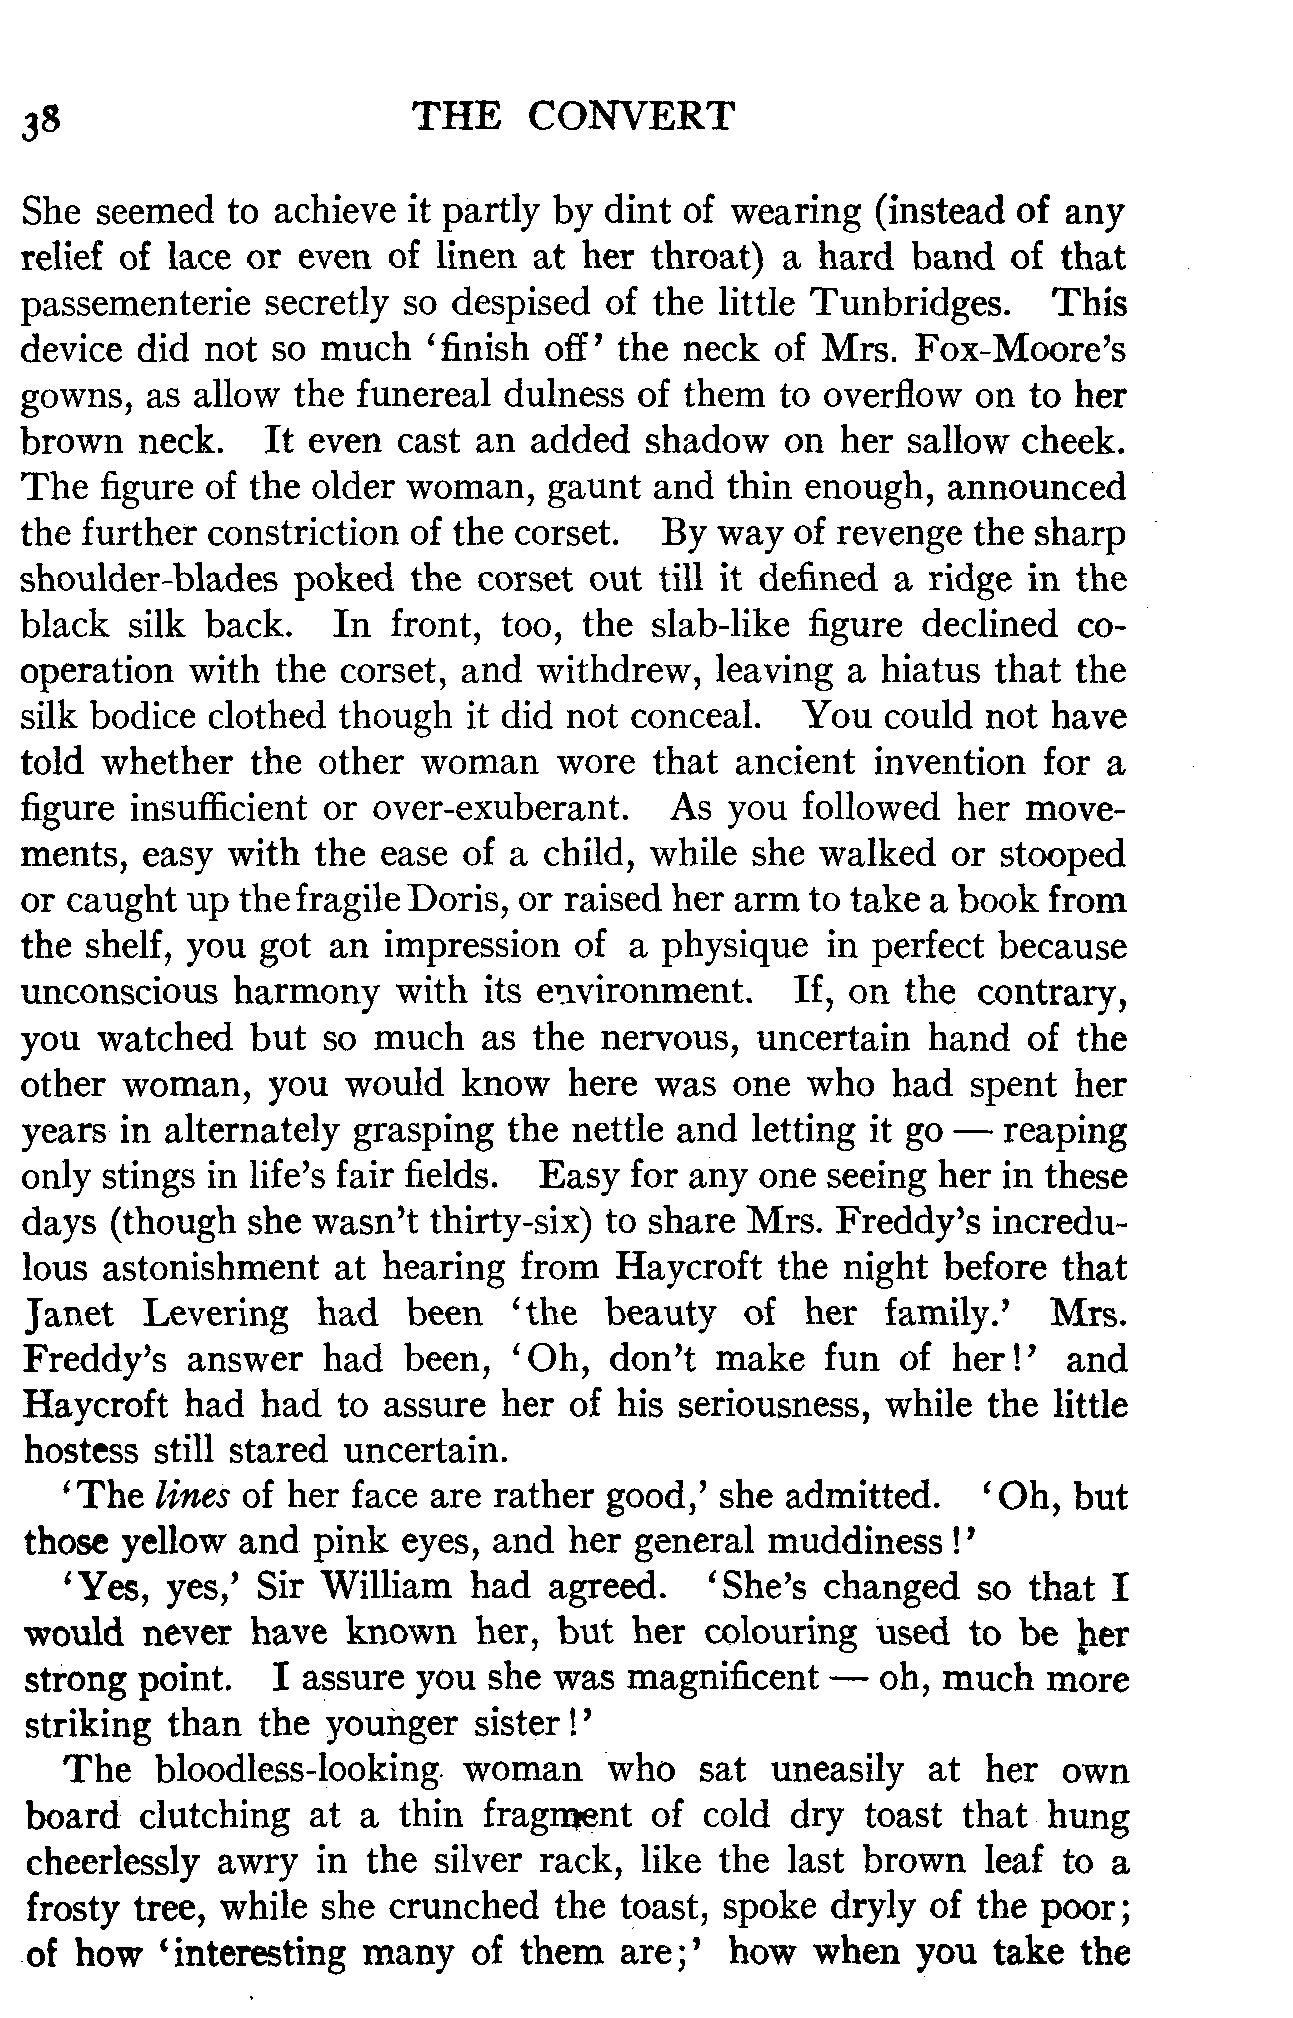 38 THE CONVERT
She seemed to achieve it partly by dint of wearing (instead of any
relief of lace or even of linen at her throat) a hard band of that
passementerie secretly so despised of the little Tunbridges. This
device did not so much ‘finish off’ the neck of Mrs. Fox-Moore’s
gowns, as allow the funereal dulness of them to overflow on to her
brown neck. It even cast an added shadow on her sallow cheek.
The figure of the older woman, gaunt and thin enough, announced
the further constriction of the corset. By way of revenge the sharp
shoulder-blades poked the corset out till it defined a ridge in the
black silk back. In front, too, the slab-like figure declined co-
operation with the corset, and withdrew, leaving a hiatus that the
silk bodice clothed though it did not conceal. You could not have
told whether the other woman wore that ancient invention for a
figure insufficient or over-exuberant. As you followed her move-
ments, easy with the ease of a child, while she walked or stooped
or caught up the fragile Doris, or raised her arm to take a book from
the shelf, you got an impression of a physique in perfect because
unconscious harmony with its environment. If, on the contrary,
you watched but so much as the nervous, uncertain hand of the
other woman, you would know here was one who had spent her
years in alternately grasping the nettle and letting it go — reaping
only stings in life’s fair fields. Easy for any one seeing her in these
days (though she wasn’t thirty-six) to share Mrs. Freddy’s incredu-
lous astonishment at hearing from Haycroft the night before that
Janet Levering had been ‘the beauty of her family.’ Mrs.
Freddy’s answer had been, ‘Oh, don’t make fun of her!’ and
Haycroft had had to assure her of his seriousness, while the little
hostess still stared uncertain.
‘The lines of her face are rather good,’ she admitted. ‘Oh, but
those yellow and pink eyes, and her general muddiness!’
‘Yes, yes,’ Sir William had agreed. ‘She’s changed so that I
would never have known her, but her colouring used to be her
strong point. I assure you she was magnificent — oh, much more
striking than the younger sister!’
The bloodless-looking woman who sat uneasily at her own
board clutching at a thin fragment of cold dry toast that hung
cheerlessly awry in the silver rack, like the last brown leaf to a
frosty tree, while she crunched the toast, spoke dryly of the poor;
of how ‘interesting many of them are;’ how when you take the